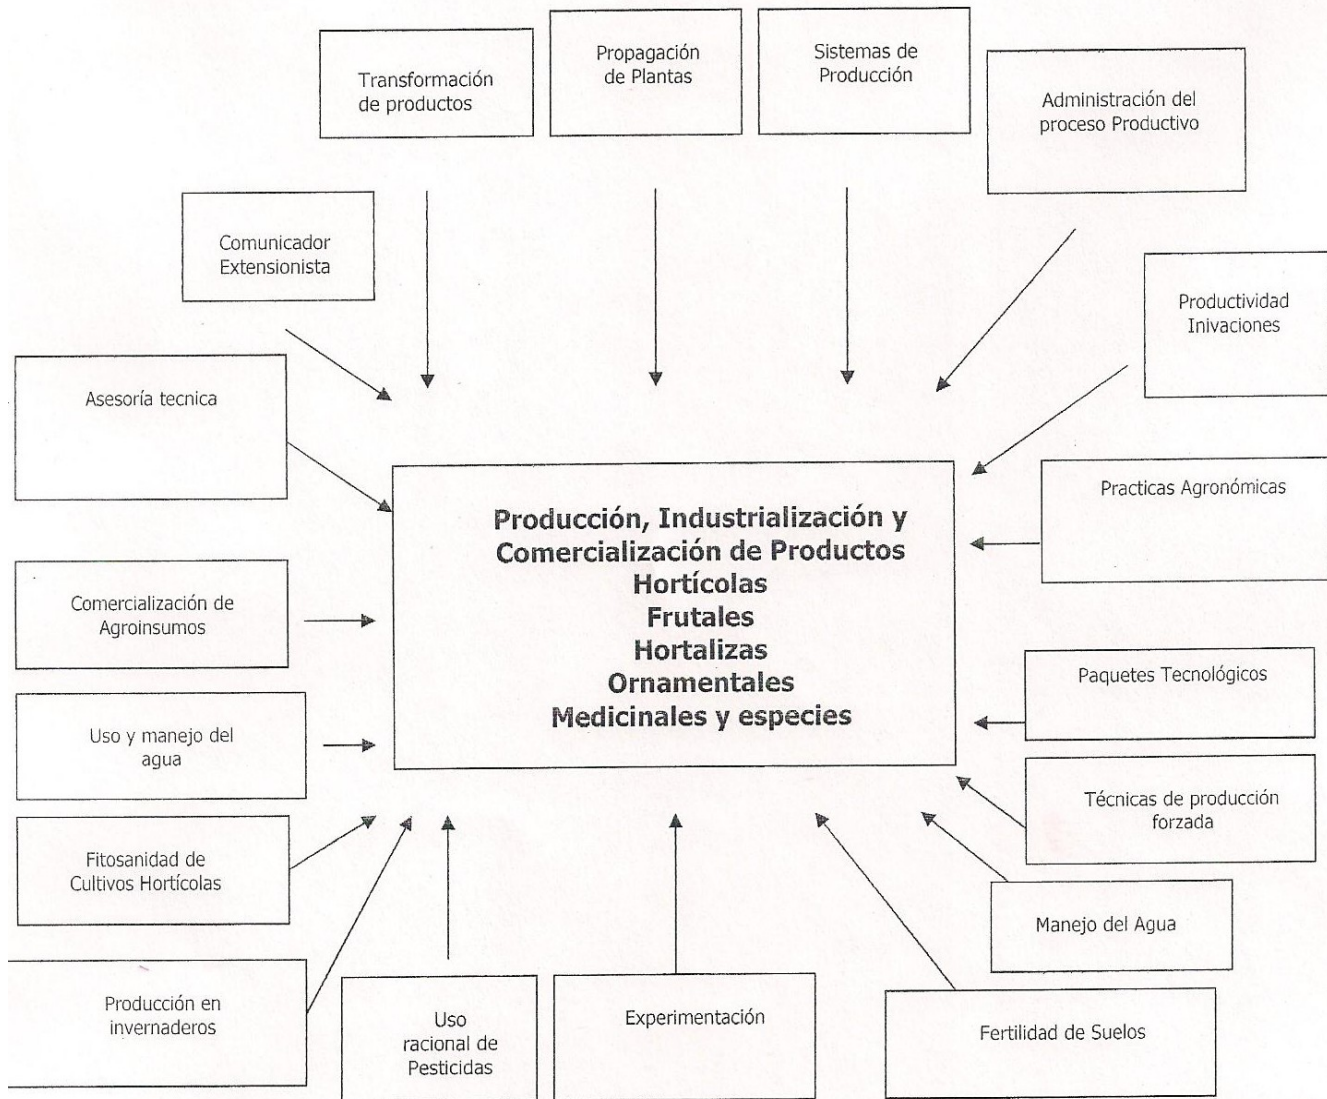 Transformación
de productos
Propagación
de Plantas
Sistemas de
Producción
Administración del
proceso Productivo
Comunicador
Extensionista
Productividad
Inivaciones
Asesoría tecnica
Practicas Agronómicas
Producción, Industrialización y
Comercialización de Productos
Hortícolas
Frutales
Hortalizas
Ornamentales
Medicinales y especies
Comercialización de
Agroinsumos
Paquetes Tecnológicos
Uso y manejo del
agua
Técnicas de producción
forzada
Fitosanidad de
Cultivos Hortícolas
Manejo del Agua
Producción en
invernaderos
Uso
racional de
Pesticidas
Experimentación
Fertilidad de Suelos